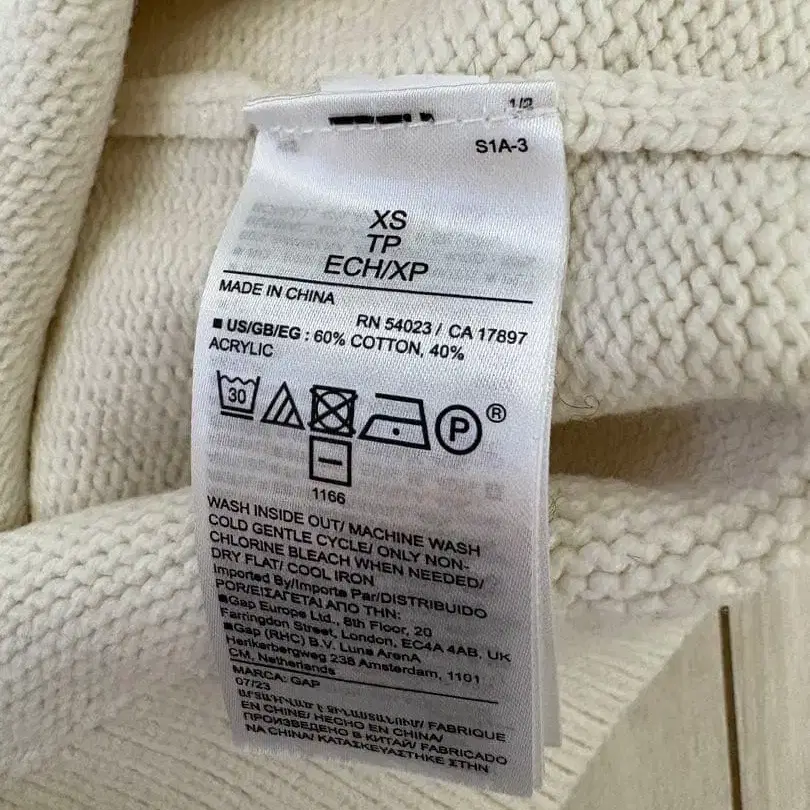 1/2
S1A-3
XS
TP
ECH/XP
MADE IN CHINA
RN 54023 / CA 17897
■ US/GB/EG : 60% COTTON, 40%
ACRYLIC
30
P
®
1166
WASH INSIDE OUT/ MACHINE WASH
COLD GENTLE CYCLE/ ONLY NON-
CHLORINE BLEACH WHEN NEEDED/
DRY FLAT/ COOL IRON
Imported By/Importe Par/DISTRIBUIDO
POR/ΕΙΣΑΓΕΤΑΙ ΑΠΟ ΤΗΝ:
■Gap Europe Ltd., 8th Floor, 20
Farringdon Street, London, EC4A 4AB. UK
■Gap (RHC) B.V. Luna ArenA
Herikerbergweg 238 Amsterdam, 1101
CM, Netherlands
MARCA: GAP
07/23
FABRIQUE
EN CHINE/ HECHO EN CHINA/
ПРОИЗВЕДЕНО В КИТАЙ/ FABRICADO
NA CHINA/ ΚΑΤΑΣΚΕΥΑΣΤΗΚΕ ΣΤΗΝ